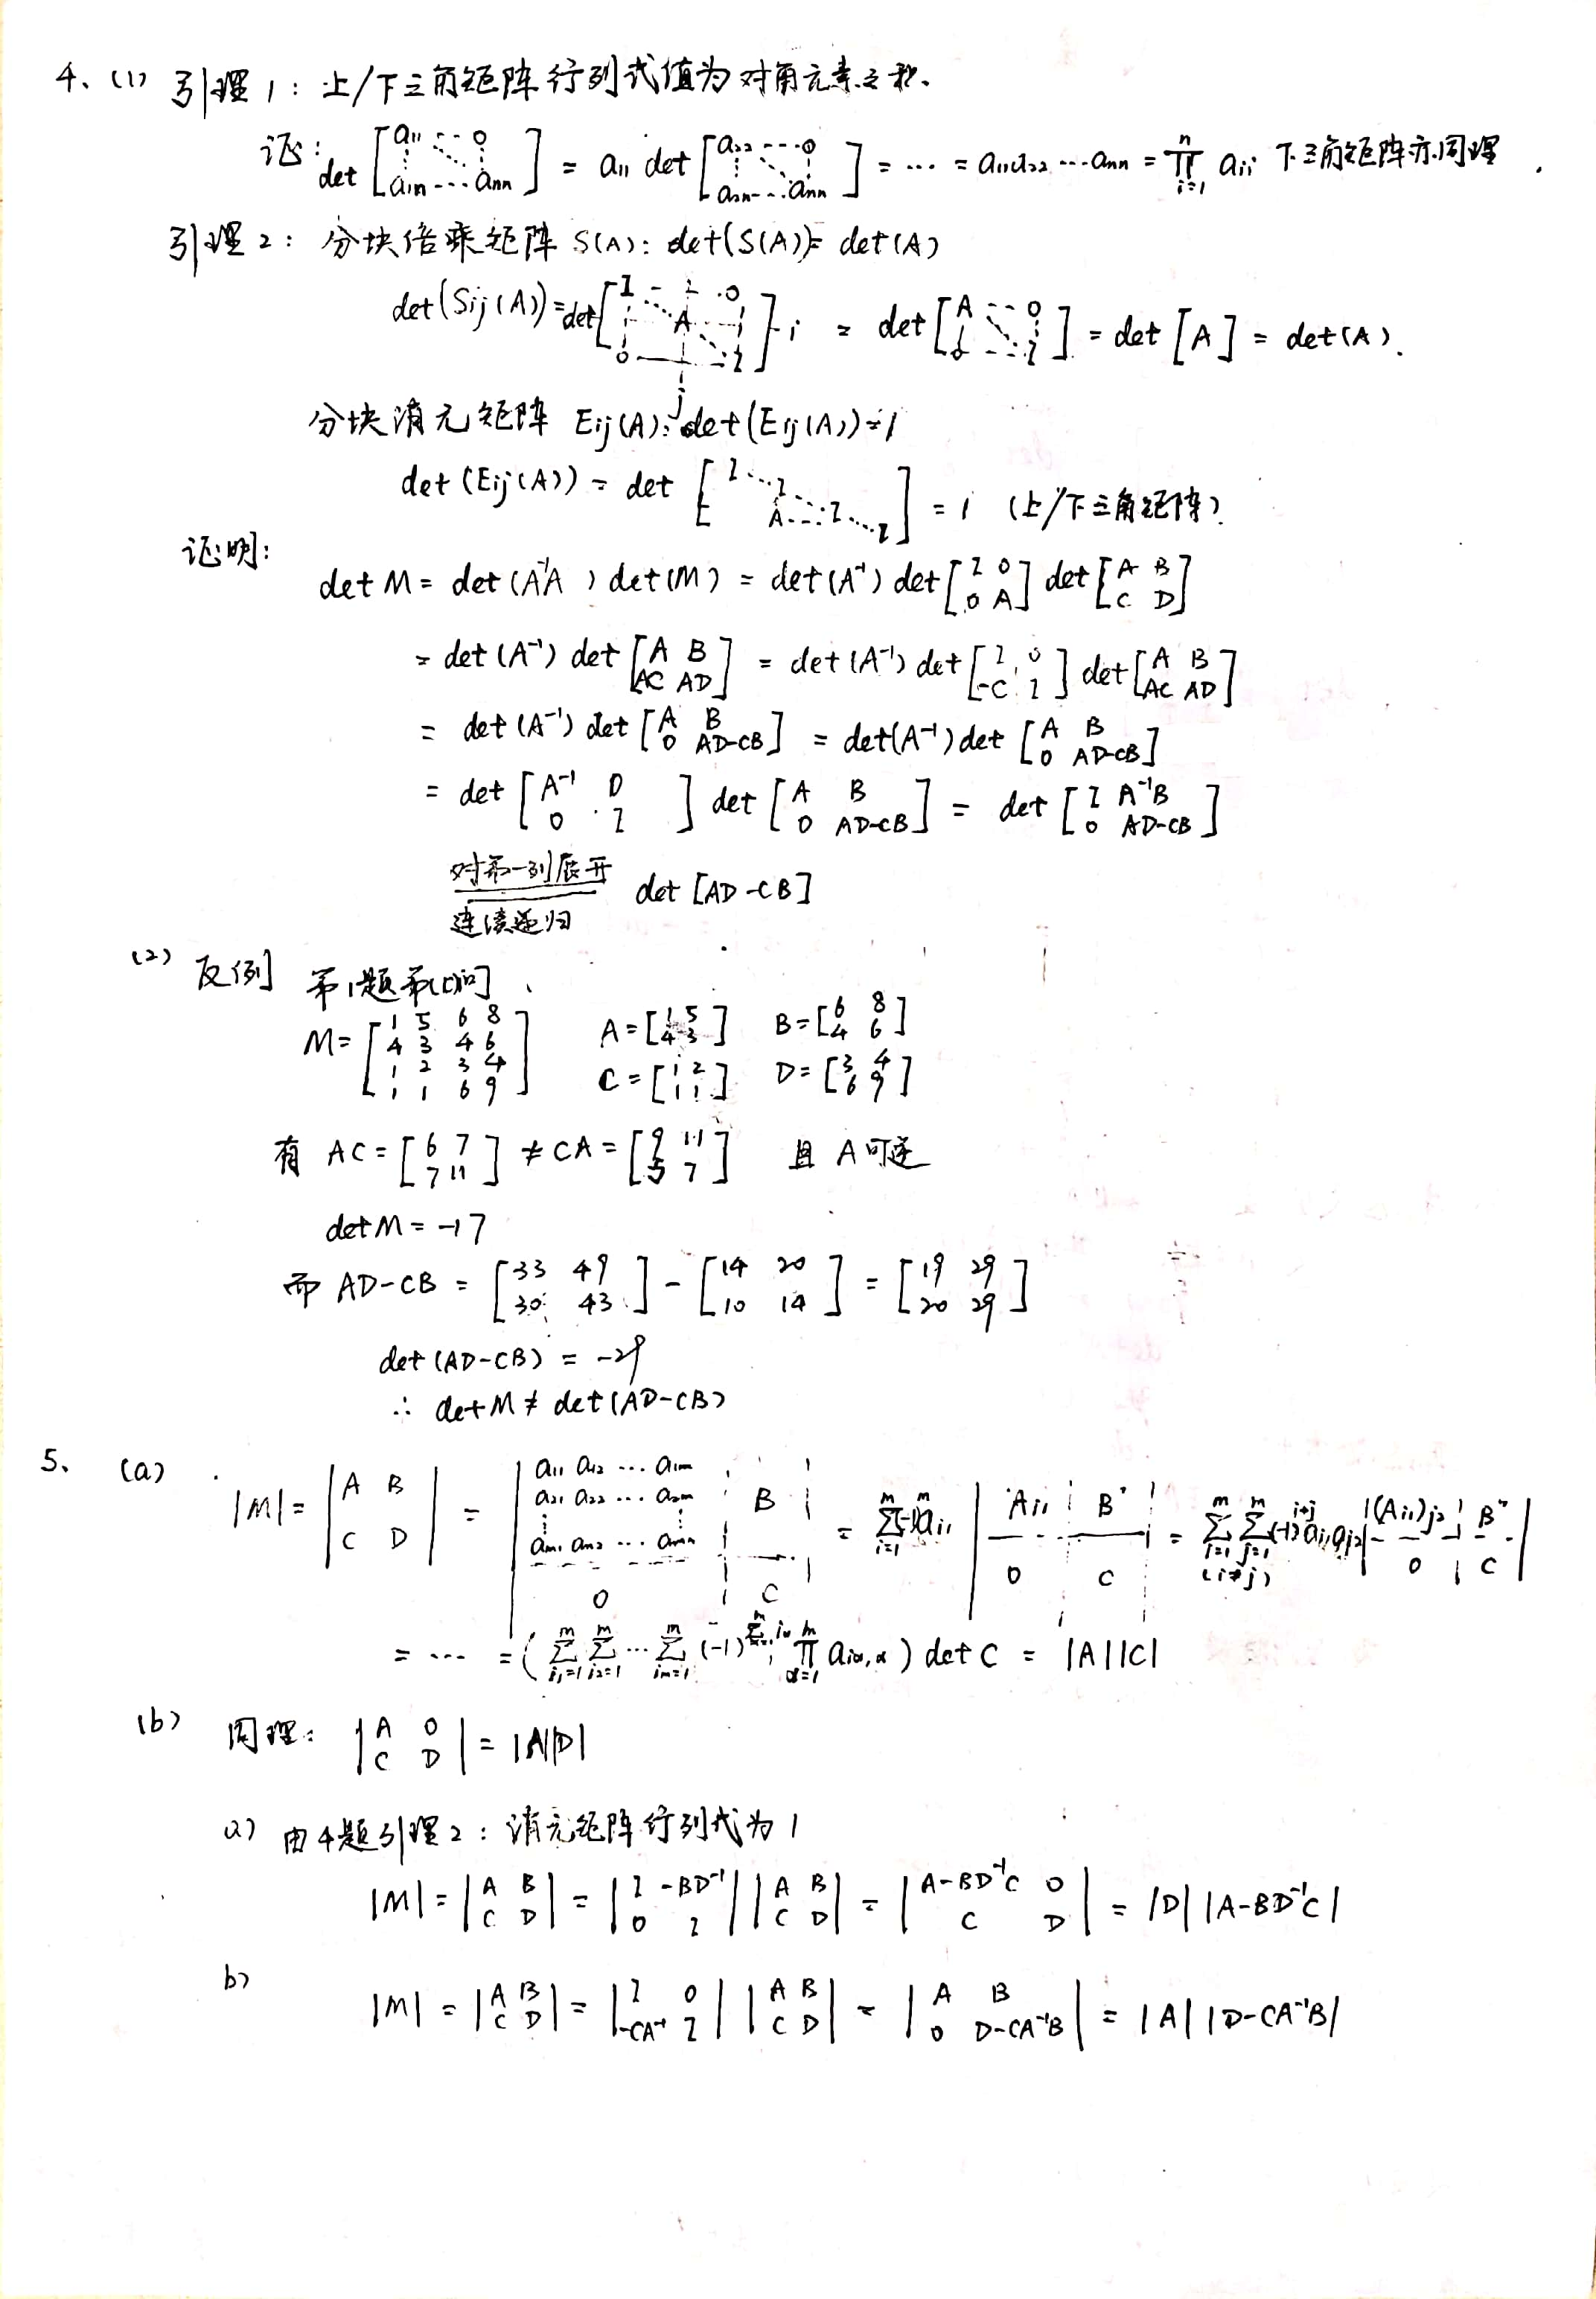 4、(1) 引理1：上/下三角矩阵行列式值为对角元素之积.
证: det [a11 ... 0; a1n ... ann] = a11 det [a22 ... 0; a2n ... ann] = ... = a11a22 ... ann = ∏_{i=1}^{n} aii 下三角矩阵亦同理.
引理2： 分块倍乘矩阵 S(A): det(S(A)) = det(A)
det(Sij(A)) = det [I 0; A; 0 I] i j = det [A ... 0; 0 ... I] = det [A] = det(A).
分块消元矩阵 Eij(A): det(Eij(A)) = 1
det(Eij(A)) = det [I ... I; A ... I ... I] = 1 (上/下三角矩阵)
证明:
det M = det(A⁻¹A) det(M) = det(A⁻¹) det [I 0; 0 A] det [A B; C D]
= det(A⁻¹) det [A B; AC AD] = det(A⁻¹) det [I 0; -C I] det [A B; AC AD]
= det(A⁻¹) det [A B; 0 AD-CB] = det(A⁻¹) det [A B; 0 AD-CB]
= det [A⁻¹ 0; 0 I] det [A B; 0 AD-CB] = det [I A⁻¹B; 0 AD-CB]
对第一列展开
连续递归
det [AD-CB]
(2) 反例 第1题第(1)问
M = [1 5 6 8; 4 3 4 6; 1 2 3 4; 1 1 6 9] A = [1 5; 4 3] B = [6 8; 4 6]
C = [1 2; 1 1] D = [3 4; 6 9]
有 AC = [6 7; 7 11] ≠ CA = [9 11; 5 7] 且 A可逆
det M = -17
而 AD-CB = [33 49; 30 43] - [14 20; 10 14] = [19 29; 20 29]
det(AD-CB) = -29
∴ det M ≠ det(AD-CB)
5、 (a) |M| = |A B; C D| = |a11 a12 ... a1m; a21 a22 ... a2m; am1 am2 ... amm B; 0 C| = ∑_{i=1}^{m} (-1)^m ai1 |Ai1 B'; 0 C| = ∑_{i=1}^{m} ∑_{j=1}^{m} (i≠j) (-1)^{i+j} ai1 aj2 |(Ai1)j2 B''; 0 C|
= ... = (∑_{i1=1}^{m} ∑_{i2=1}^{m} ... ∑_{im=1}^{m} (-1)^{∑ iα} ∏_{α=1}^{m} a_{iα,α}) det C = |A||C|
(b) 同理: |A 0; C D| = |A||D|
a) 由4题引理2：消元矩阵行列式为1
|M| = |A B; C D| = |I -BD⁻¹; 0 I| |A B; C D| = |A-BD⁻¹C 0; C D| = |D| |A-BD⁻¹C|
b) |M| = |A B; C D| = |I 0; -CA⁻¹ I| |A B; C D| = |A B; 0 D-CA⁻¹B| = |A| |D-CA⁻¹B|